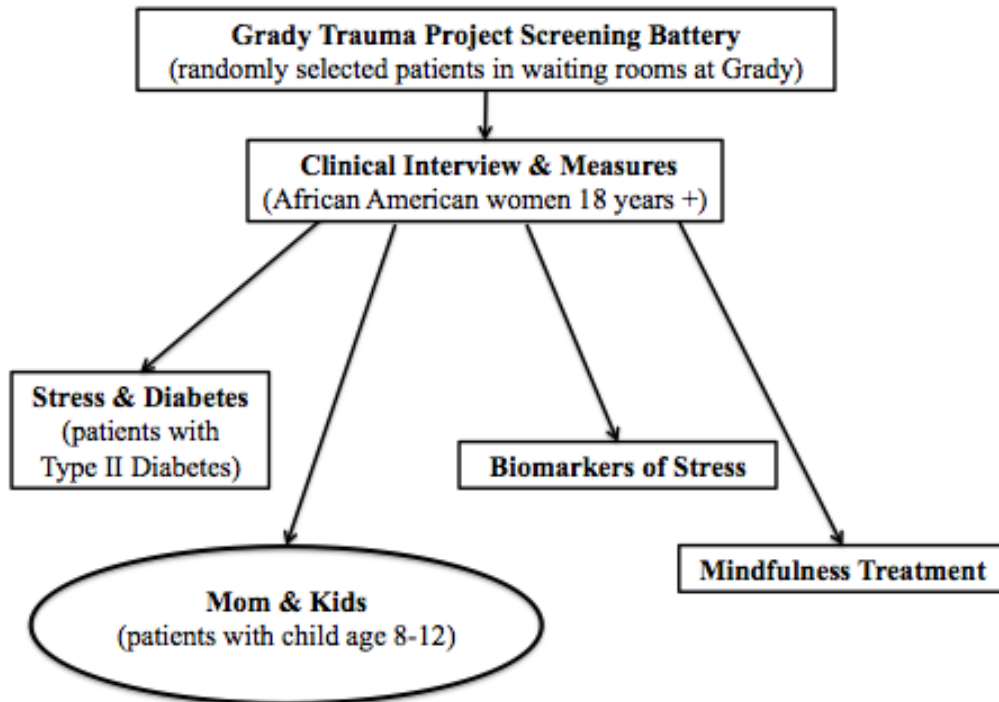 Grady Trauma Project Screening Battery
(randomly selected patients in waiting rooms at Grady)
Clinical Interview & Measures
(African American women 18 years +)
Stress & Diabetes
(patients with
Type II Diabetes)
Biomarkers of Stress
Mom & Kids
(patients with child age 8-12)
Mindfulness Treatment